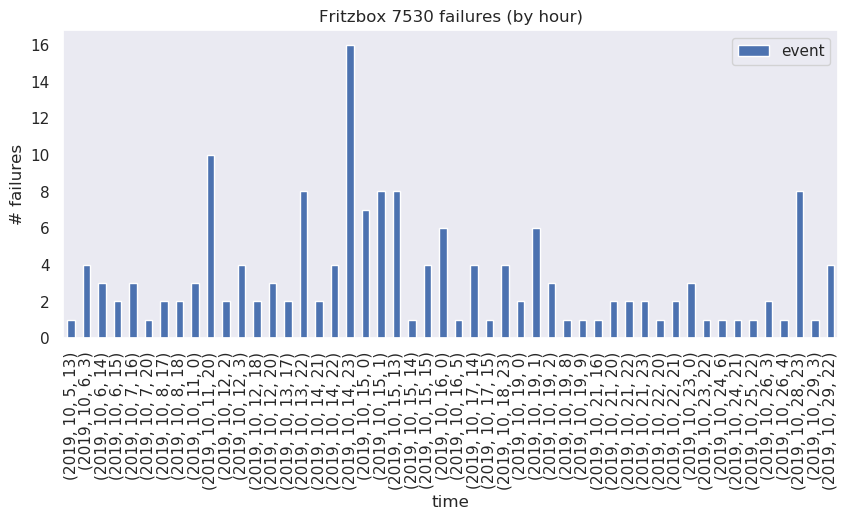 Fritzbox 7530 failures (by hour)
event
# failures
16
14
12
10
8
6
4
2
0
(2019, 10, 5, 13)
(2019, 10, 6, 3)
(2019, 10, 6, 14)
(2019, 10, 6, 15)
(2019, 10, 7, 16)
(2019, 10, 7, 20)
(2019, 10, 8, 17)
(2019, 10, 8, 18)
(2019, 10, 11, 0)
(2019, 10, 11, 20)
(2019, 10, 12, 2)
(2019, 10, 12, 3)
(2019, 10, 12, 18)
(2019, 10, 12, 20)
(2019, 10, 13, 17)
(2019, 10, 13, 22)
(2019, 10, 14, 21)
(2019, 10, 14, 22)
(2019, 10, 14, 23)
(2019, 10, 15, 0)
(2019, 10, 15, 1)
(2019, 10, 15, 13)
(2019, 10, 15, 14)
(2019, 10, 15, 15)
(2019, 10, 16, 0)
(2019, 10, 16, 5)
(2019, 10, 17, 14)
(2019, 10, 17, 15)
(2019, 10, 18, 23)
(2019, 10, 19, 0)
(2019, 10, 19, 1)
(2019, 10, 19, 2)
(2019, 10, 19, 8)
(2019, 10, 19, 9)
(2019, 10, 21, 16)
(2019, 10, 21, 20)
(2019, 10, 21, 22)
(2019, 10, 21, 23)
(2019, 10, 22, 20)
(2019, 10, 22, 21)
(2019, 10, 23, 0)
(2019, 10, 23, 22)
(2019, 10, 24, 6)
(2019, 10, 24, 21)
(2019, 10, 25, 22)
(2019, 10, 26, 3)
(2019, 10, 26, 4)
(2019, 10, 28, 23)
(2019, 10, 29, 3)
(2019, 10, 29, 22)
time